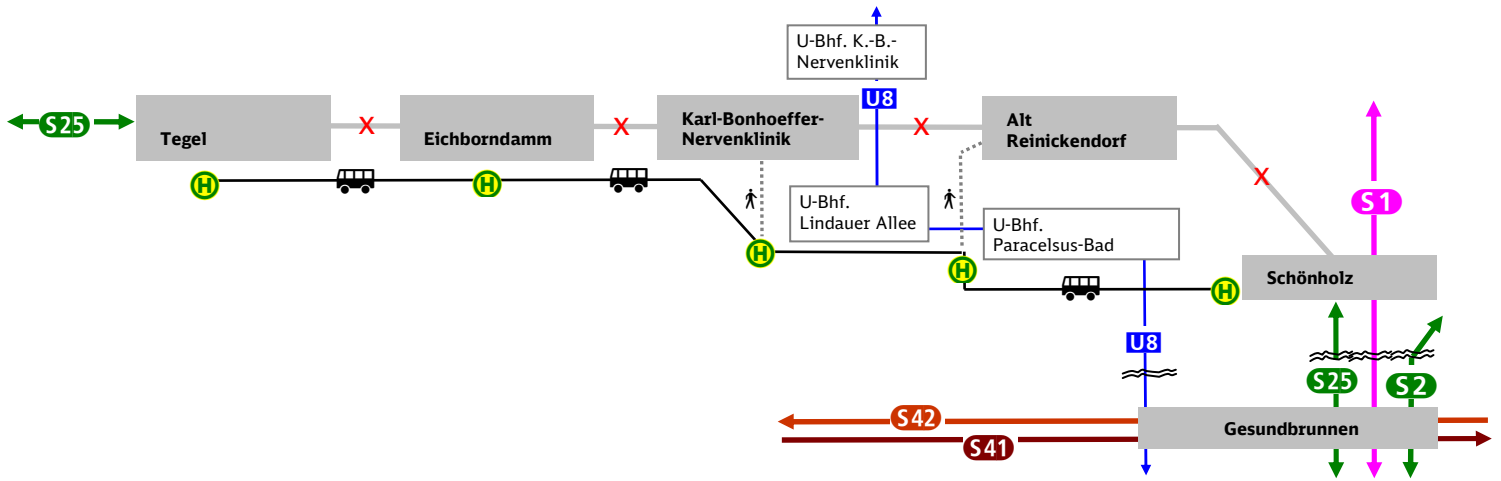 U-Bhf. K.-B.-
Nervenklinik
U8
S25
Tegel
X
Eichborndamm
X
Karl-Bonhoeffer-
Nervenklinik
X
Alt
Reinickendorf
X
H
H
U-Bhf.
Lindauer Allee
S1
U-Bhf.
Paracelsus-Bad
H
H
H
Schönholz
U8
S25
S2
S42
S41
Gesundbrunnen